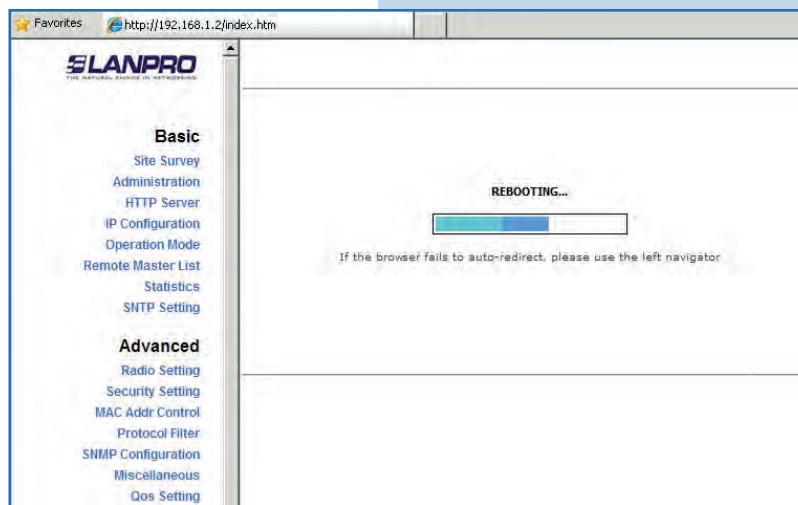 Favorites
http://192.168.1.2/index.htm
LANPRO
THE NATURAL CHOICE IN NETWORKING
Basic
Site Survey
Administration
HTTP Server
IP Configuration
Operation Mode
Remote Master List
Statistics
SNTP Setting
Advanced
Radio Setting
Security Setting
MAC Addr Control
Protocol Filter
SNMP Configuration
Miscellaneous
Qos Setting
REBOOTING...
If the browser fails to auto-redirect, please use the left navigator